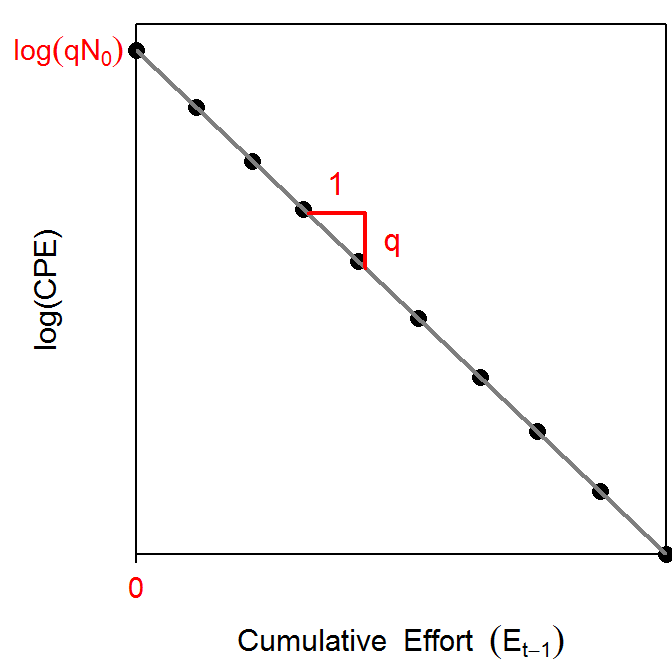 log(qN₀)
1
q
log(CPE)
0
Cumulative Effort (Eₜ₋₁)